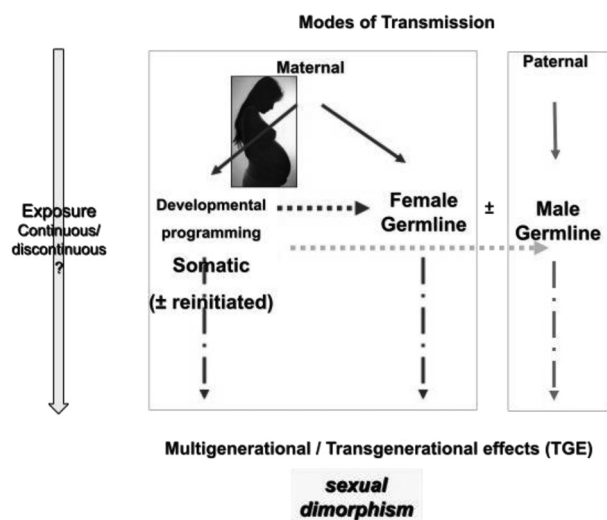 Modes of Transmission
Maternal
Paternal
Exposure
Continuous/
discontinuous
?
Developmental
programming
Somatic
(± reinitiated)
Female
Germline
±
Male
Germline
Multigenerational / Transgenerational effects (TGE)
sexual
dimorphism